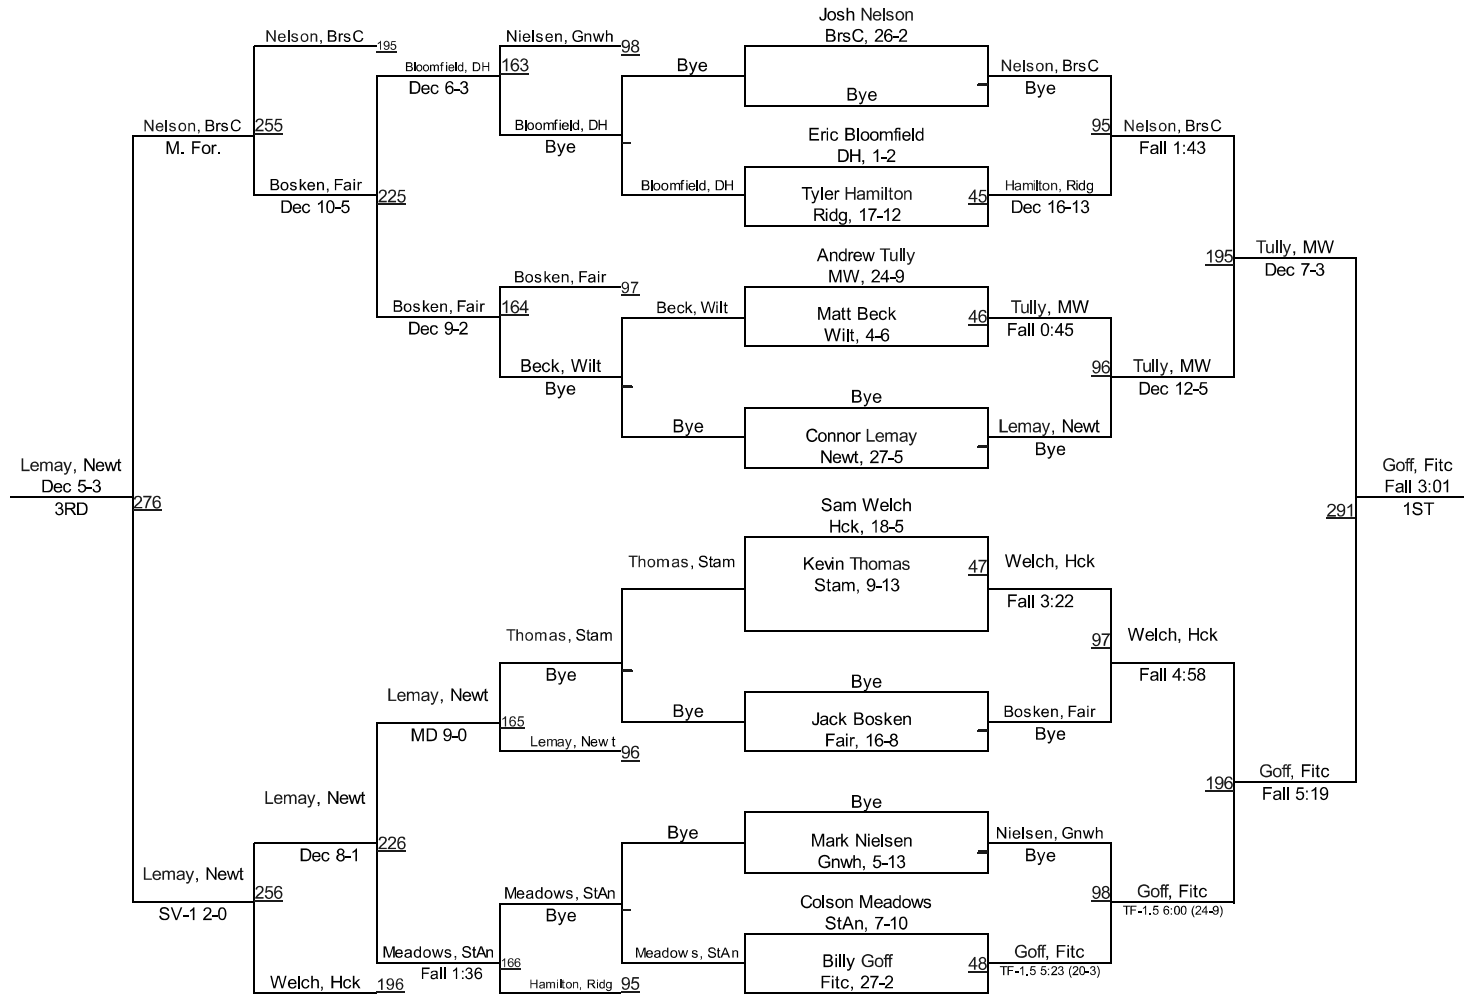 Josh Nelson
BrsC, 26-2
Nelson, BrsC
195
Nielsen, Gnwh
98
Bloomfield, DH
163
Dec 6-3
Bye
Bye
Nelson, BrsC
Bye
Nelson, BrsC
255
M. For.
Bloomfield, DH
Bye
Eric Bloomfield
DH, 1-2
95
Nelson, BrsC
Fall 1:43
Bosken, Fair
Dec 10-5
225
Bloomfield, DH
Tyler Hamilton
Ridg, 17-12
45
Hamilton, Ridg
Dec 16-13
Andrew Tully
MW, 24-9
195
Tully, MW
Dec 7-3
Bosken, Fair
97
Bosken, Fair
164
Dec 9-2
Beck, Wilt
Matt Beck
Wilt, 4-6
46
Tully, MW
Fall 0:45
Beck, Wilt
Bye
96
Tully, MW
Dec 12-5
Bye
Bye
Connor Lemay
Newt, 27-5
Lemay, Newt
Bye
Lemay, Newt
Dec 5-3
3RD
276
Goff, Fitc
Fall 3:01
1ST
291
Sam Welch
Hck, 18-5
Thomas, Stam
Kevin Thomas
Stam, 9-13
47
Welch, Hck
Fall 3:22
Thomas, Stam
Bye
97
Welch, Hck
Fall 4:58
Lemay, Newt
MD 9-0
165
Lemay, Newt
96
Bye
Bye
Jack Bosken
Fair, 16-8
Bosken, Fair
Bye
196
Goff, Fitc
Fall 5:19
Lemay, Newt
Dec 8-1
226
Bye
Bye
Mark Nielsen
Gnwh, 5-13
Nielsen, Gnwh
Bye
Lemay, Newt
SV-1 2-0
256
Meadows, StAn
Bye
Colson Meadows
StAn, 7-10
98
Goff, Fitc
TF-1.5 6:00 (24-9)
Meadows, StAn
Fall 1:36
166
Meadows, StAn
Billy Goff
Fitc, 27-2
48
Goff, Fitc
TF-1.5 5:23 (20-3)
Welch, Hck
196
Hamilton, Ridg
95